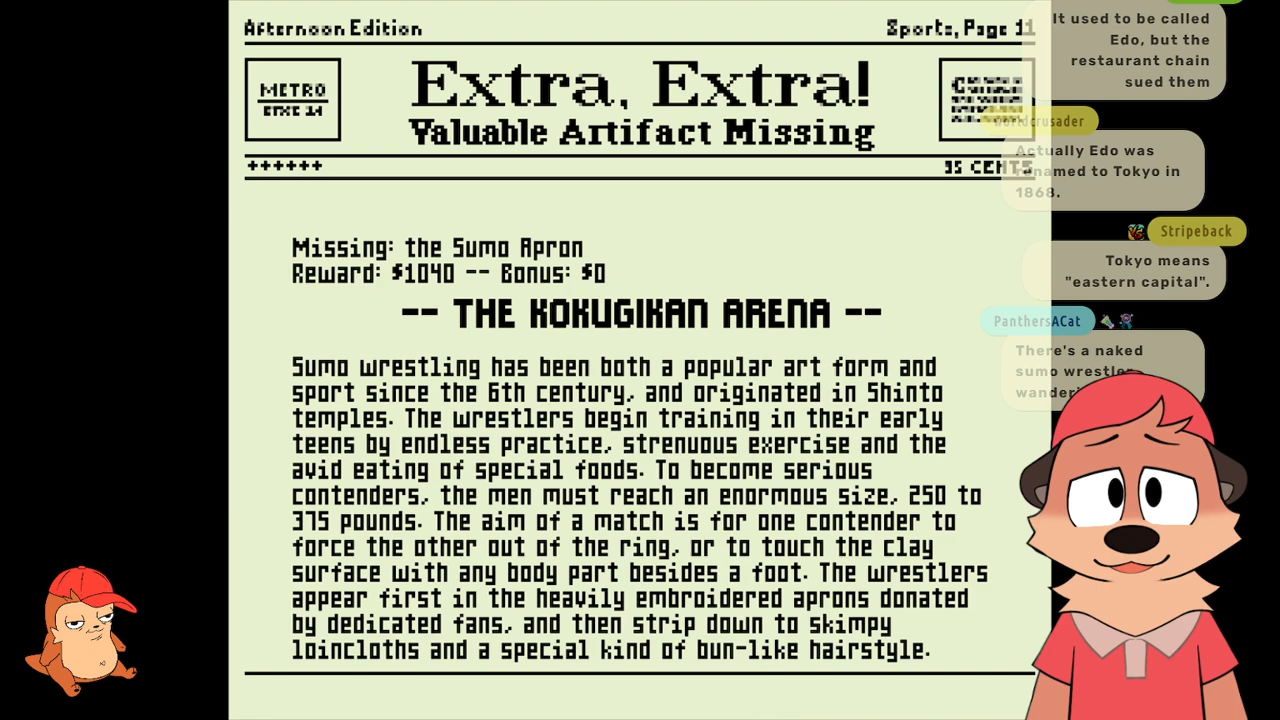 Afternoon Edition
Sports, Page 11
METRO
Extra, Extra!
Valuable Artifact Missing
++++++
35 CENTS
Missing: the Sumo Apron
Reward: $1040 -- Bonus: $0
-- THE KOKUGIKAN ARENA --
Sumo wrestling has been both a popular art form and
sport since the 6th century, and originated in Shinto
temples. The wrestlers begin training in their early
teens by endless practice, strenuous exercise and the
avid eating of special foods. To become serious
contenders, the men must reach an enormous size, 250 to
375 pounds. The aim of a match is for one contender to
force the other out of the ring, or to touch the clay
surface with any body part besides a foot. The wrestlers
appear first in the heavily embroidered aprons donated
by dedicated fans, and then strip down to skimpy
loincloths and a special kind of bun-like hairstyle.
It used to be called
Edo, but the
restaurant chain
sued them
worldcrusader
Actually Edo was
renamed to Tokyo in
1868.
Stripeback
Tokyo means
"eastern capital".
PanthersACat
There's a naked
sumo wrestler